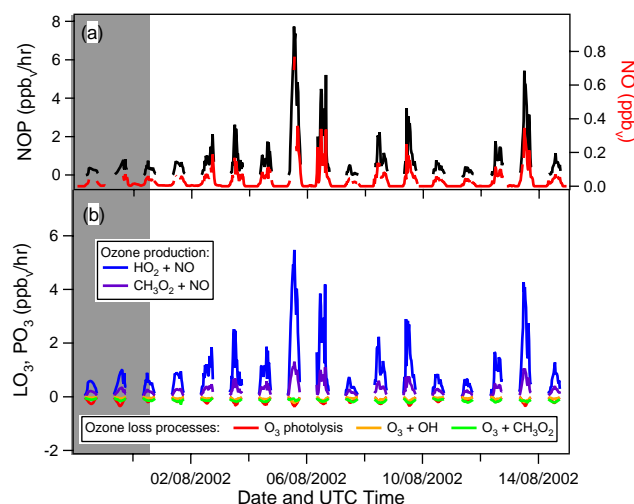 (a)
8
6
4
2
0
NOP (ppbᵥ/hr)
0.8
0.6
0.4
0.2
0.0
NO (ppbᵥ)
(b)
6
4
2
0
-2
LO₃, PO₃ (ppbᵥ/hr)
Ozone production:
HO₂ + NO
CH₃O₂ + NO
Ozone loss processes: O₃ photolysis O₃ + OH O₃ + CH₃O₂
02/08/2002 06/08/2002 10/08/2002 14/08/2002
Date and UTC Time